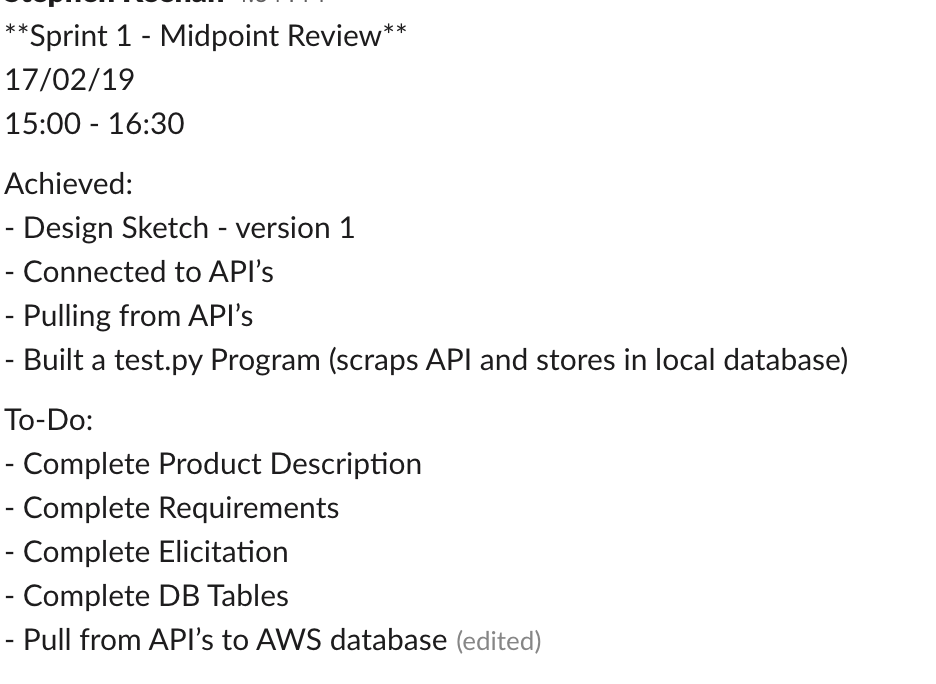 **Sprint 1 - Midpoint Review**
17/02/19
15:00 - 16:30
Achieved:
- Design Sketch - version 1
- Connected to API’s
- Pulling from API’s
- Built a test.py Program (scraps API and stores in local database)
To-Do:
- Complete Product Description
- Complete Requirements
- Complete Elicitation
- Complete DB Tables
- Pull from API’s to AWS database (edited)